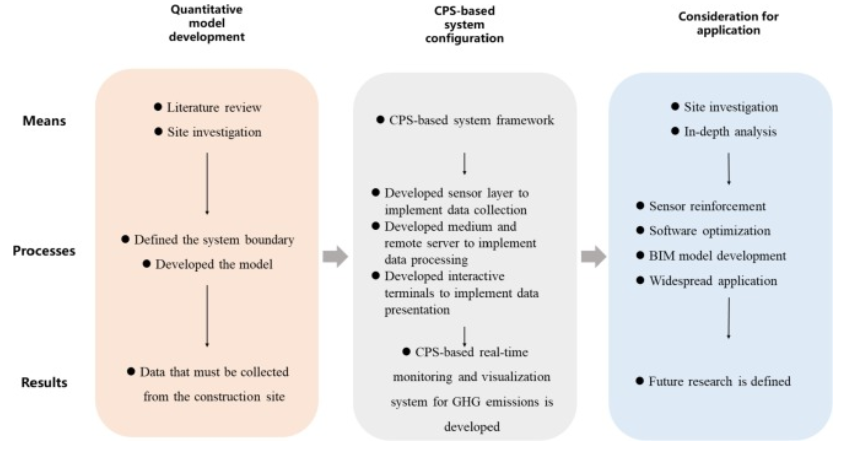 Quantitative
model
development
CPS-based
system
configuration
Consideration for
application
Means
● Literature review
● Site investigation
● CPS-based system framework
● Site investigation
● In-depth analysis
Processes
● Defined the system boundary
● Developed the model
● Developed sensor layer to
implement data collection
● Developed medium and
remote server to implement
data processing
● Developed interactive
terminals to implement data
presentation
● Sensor reinforcement
● Software optimization
● BIM model development
● Widespread application
Results
● Data that must be collected
from the construction site
● CPS-based real-time
monitoring and visualization
system for GHG emissions is
developed
● Future research is defined